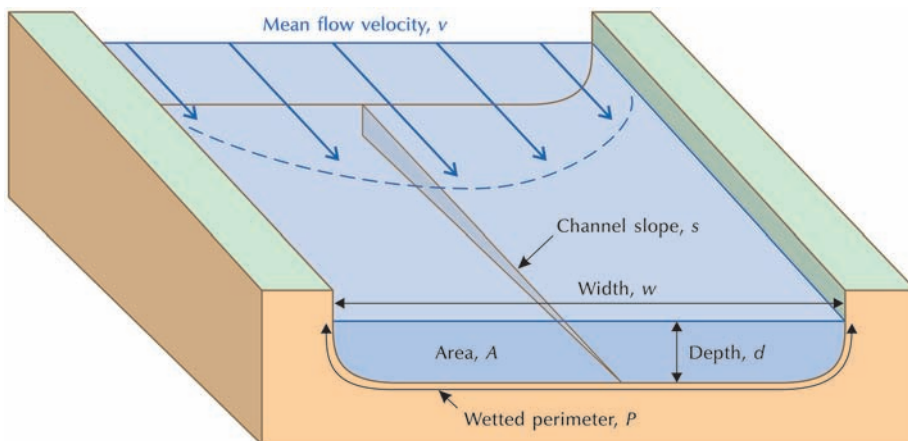 Mean flow velocity, v
Channel slope, s
Width, w
Area, A
Depth, d
Wetted perimeter, P